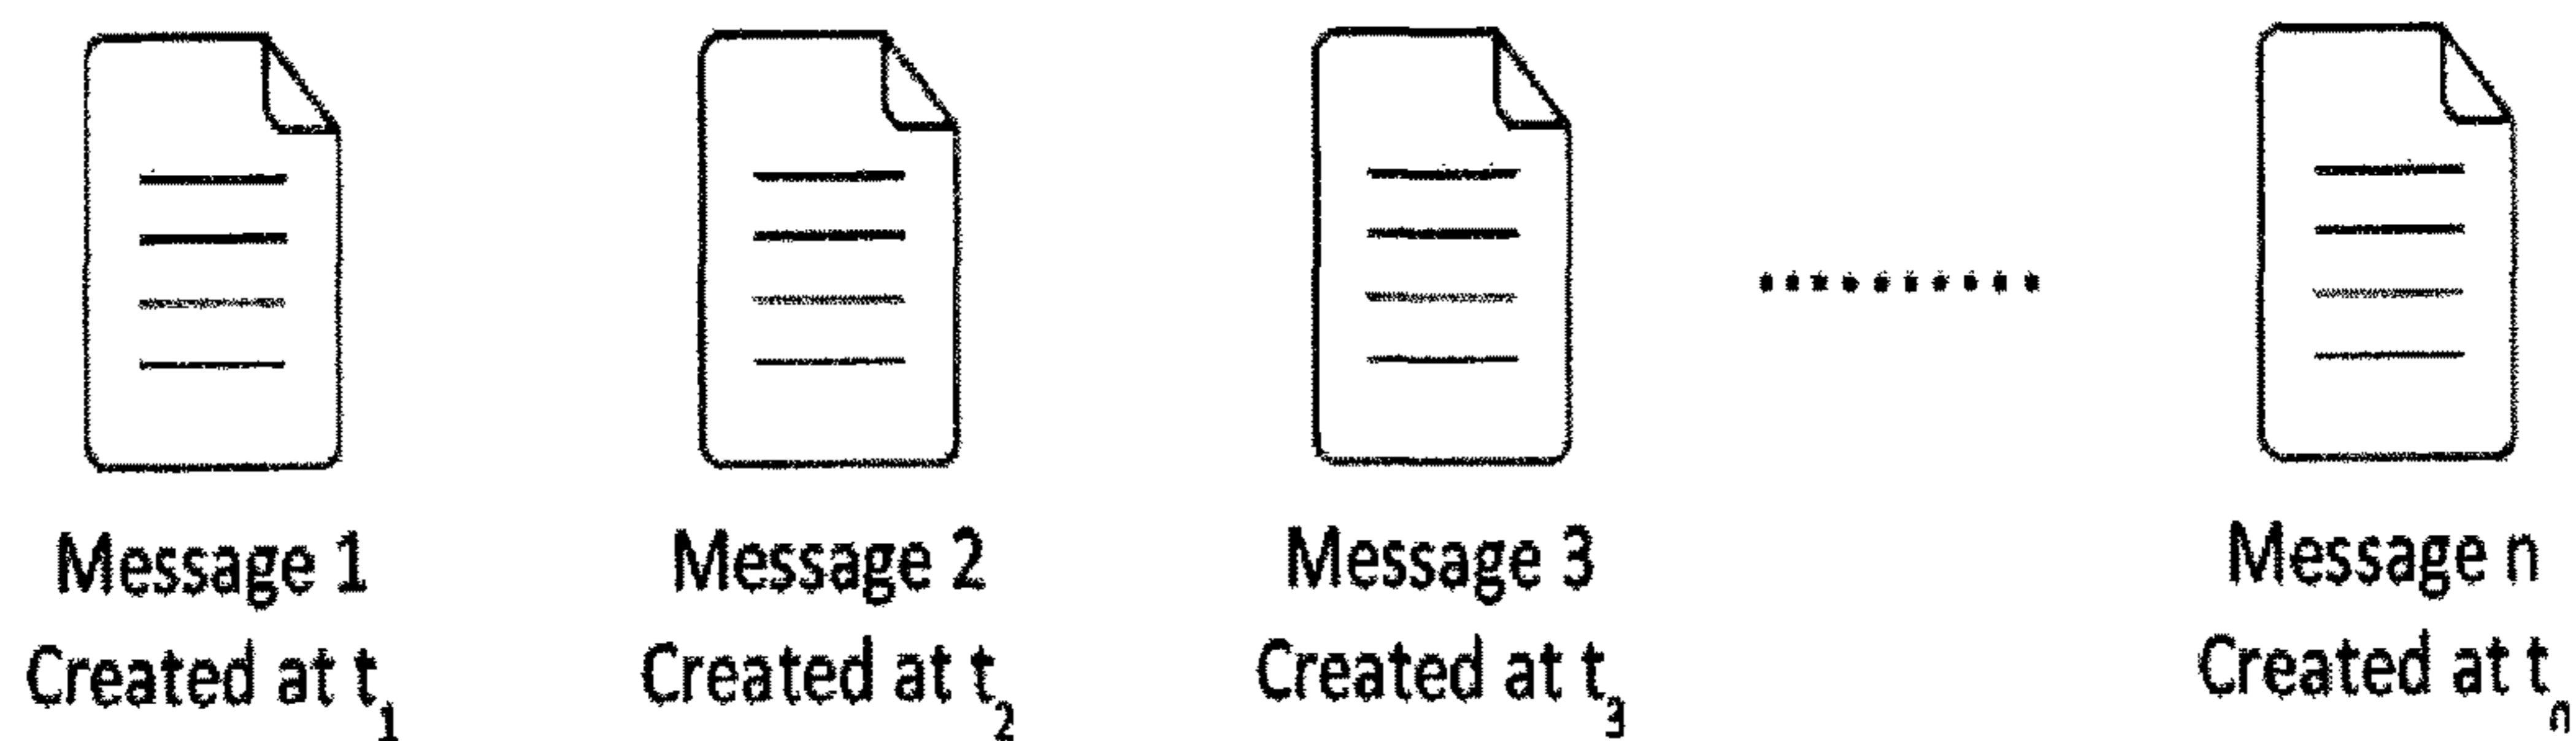 Message 1
Created at t₁
Message 2
Created at t₂
Message 3
Created at t₃
Message n
Created at tₙ